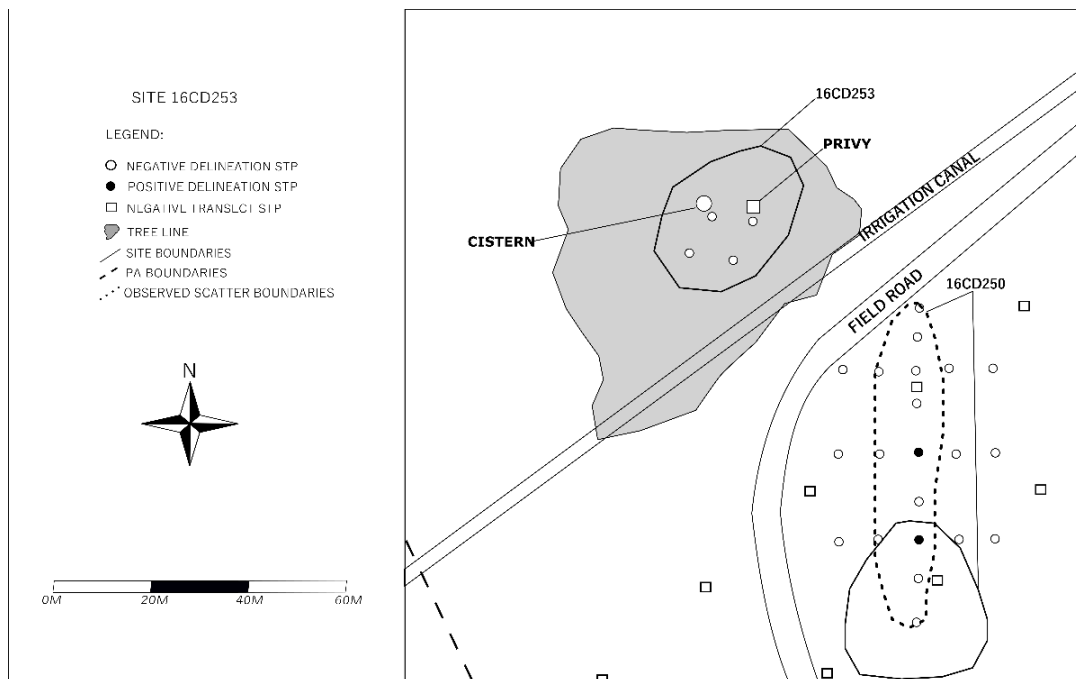 SITE 16CD253
LEGEND:
NEGATIVE DELINEATION STP
POSITIVE DELINEATION STP
NEGATIVE TRANSECT STP
TREE LINE
SITE BOUNDARIES
PA BOUNDARIES
OBSERVED SCATTER BOUNDARIES
N
0M 20M 40M 60M
16CD253
PRIVY
CISTERN
IRRIGATION CANAL
FIELD ROAD
16CD250